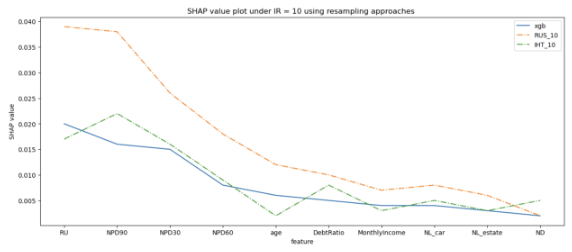 SHAP value plot under IR = 10 using resampling approaches
xgb
RUS_10
IHT_10
SHAP value
0.040
0.035
0.030
0.025
0.020
0.015
0.010
0.005
RU NPD90 NPD30 NPD60 age DebtRatio MonthlyIncome NL_car NL_estate ND
feature